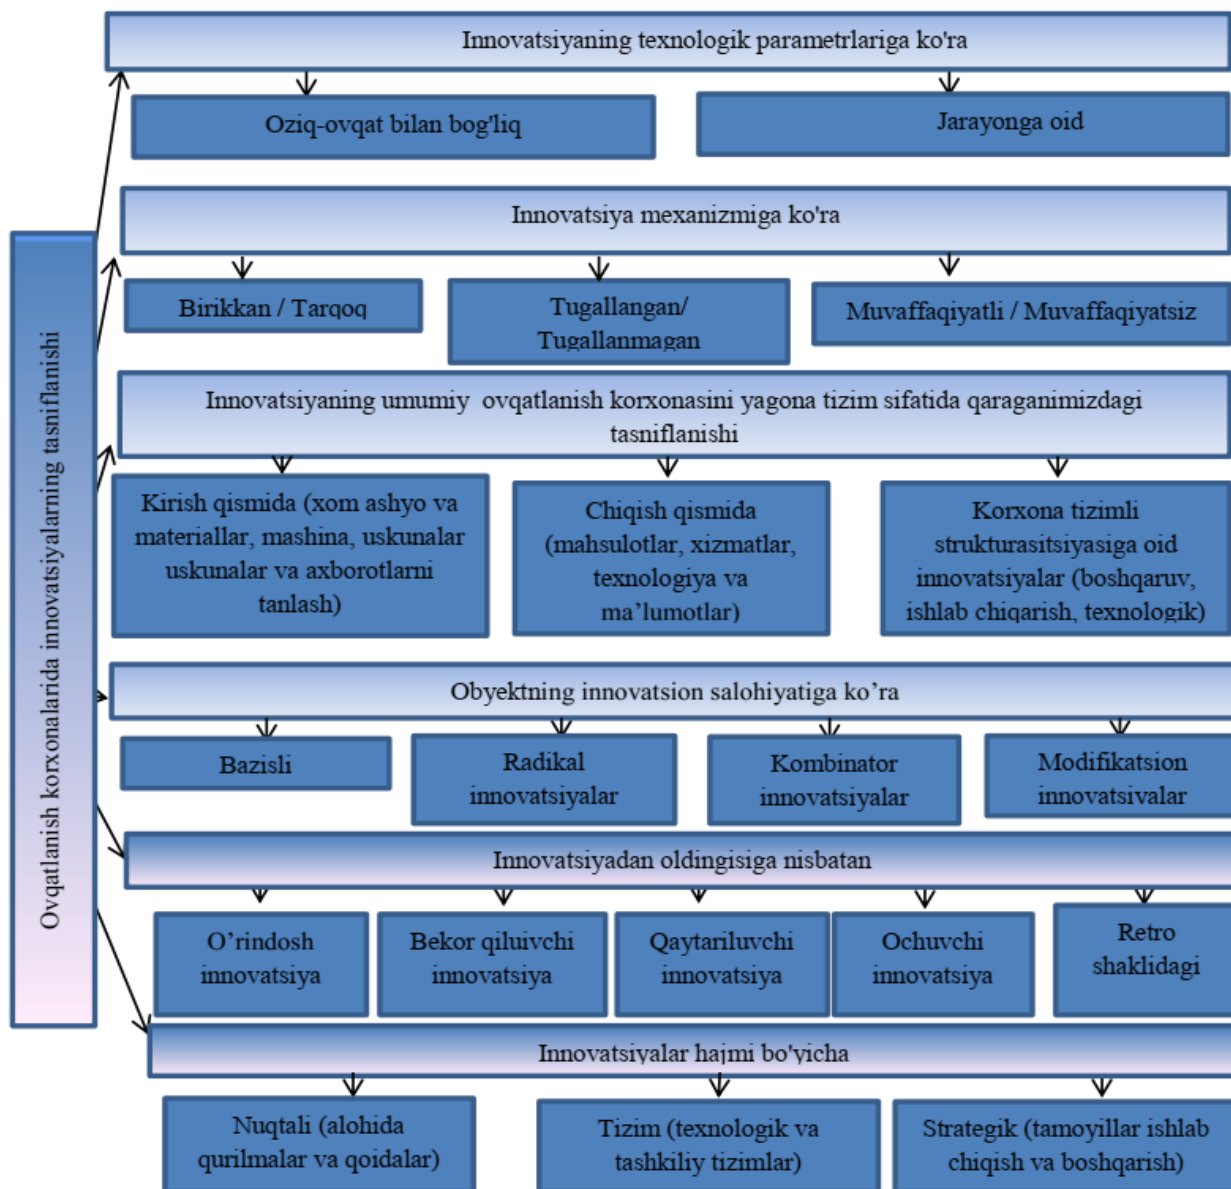 Innovatsiyaning texnologik parametrlariga ko'ra
Oziq-ovqat bilan bog'liq
Jarayonga oid
Innovatsiya mexanizmiga ko'ra
Birikkan / Tarqoq
Tugallangan/
Tugallanmagan
Muvaffaqiyatli / Muvaffaqiyatsiz
Ovqatlanish korxonalarida innovatsiyalarning tasniflanishi
Innovatsiyaning umumiy ovqatlanish korxonasini yagona tizim sifatida qaraganimizdagi
tasniflanishi
Kirish qismida (xom ashyo va
materiallar, mashina, uskunalar
uskunalar va axborotlarni
tanlash)
Chiqish qismida
(mahsulotlar, xizmatlar,
texnologiya va
ma’lumotlar)
Korxona tizimli
strukturasitsiyasiga oid
innovatsiyalar (boshqaruv,
ishlab chiqarish, texnologik)
Obyektning innovatsion salohiyatiga ko’ra
Bazisli
Radikal
innovatsiyalar
Kombinator
innovatsiyalar
Modifikatsion
innovatsiyalar
Innovatsiyadan oldingisiga nisbatan
O’rindosh
innovatsiya
Bekor qiluivchi
innovatsiya
Qaytariluvchi
innovatsiya
Ochuvchi
innovatsiya
Retro
shaklidagi
Innovatsiyalar hajmi bo'yicha
Nuqtali (alohida
qurilmalar va qoidalar)
Tizim (texnologik va
tashkiliy tizimlar)
Strategik (tamoyillar ishlab
chiqish va boshqarish)